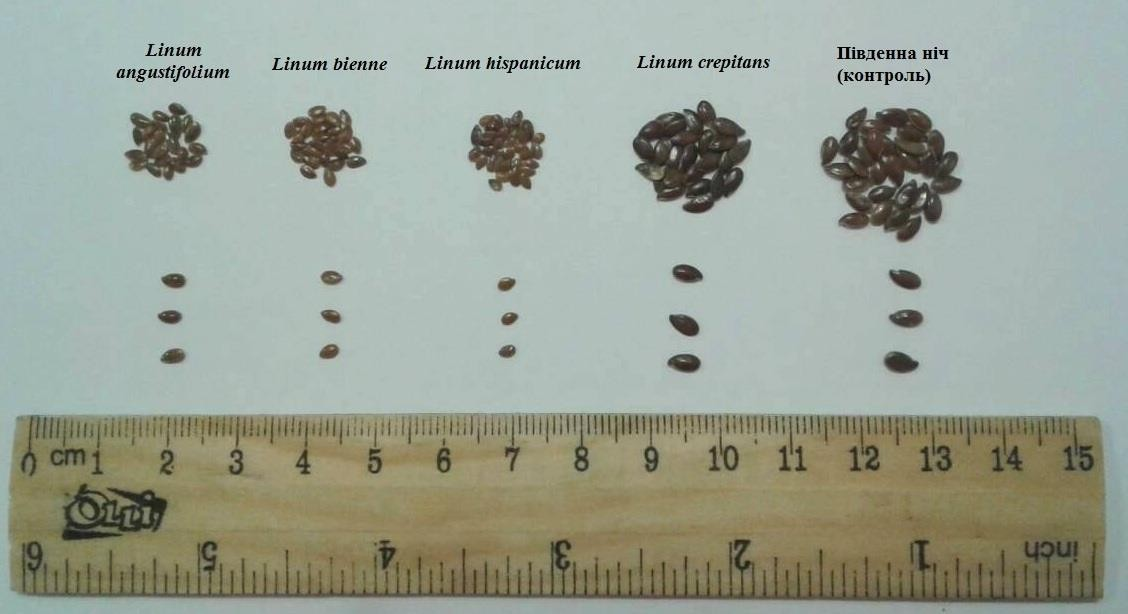 Linum
angustifolium
Linum bienne
Linum hispanicum
Linum crepitans
Південна ніч
(контроль)
0 cm 1 2 3 4 5 6 7 8 9 10 11 12 13 14 15
Olli
6 5 4 3 2 1 inch